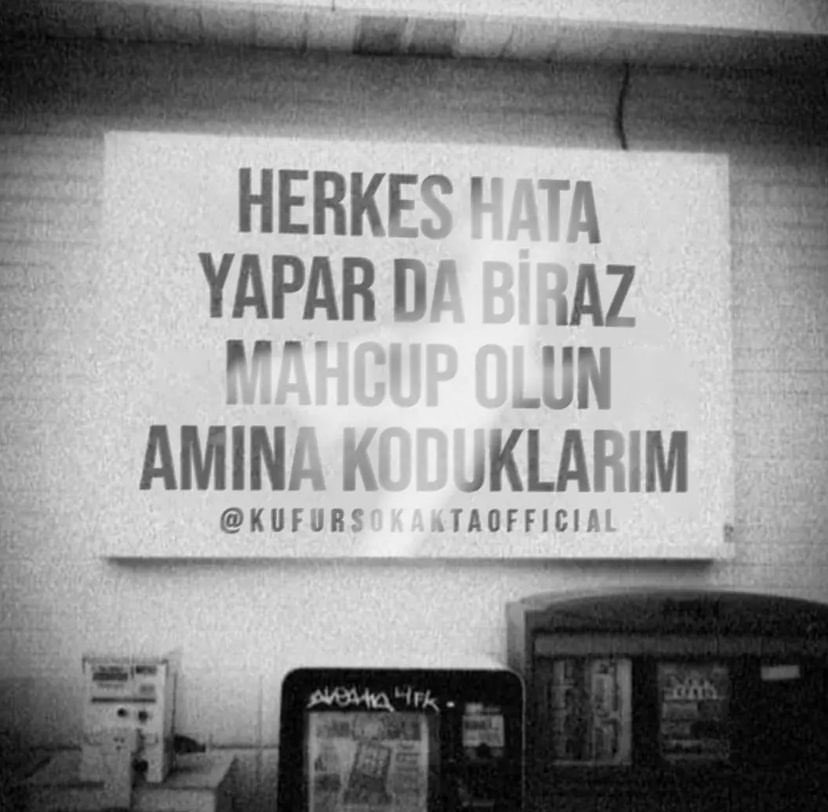 HERKES HATA
YAPAR DA BİRAZ
MAHCUP OLUN
AMINA KODUKLARIM
@KUFURSOKAKTAOFFICIAL